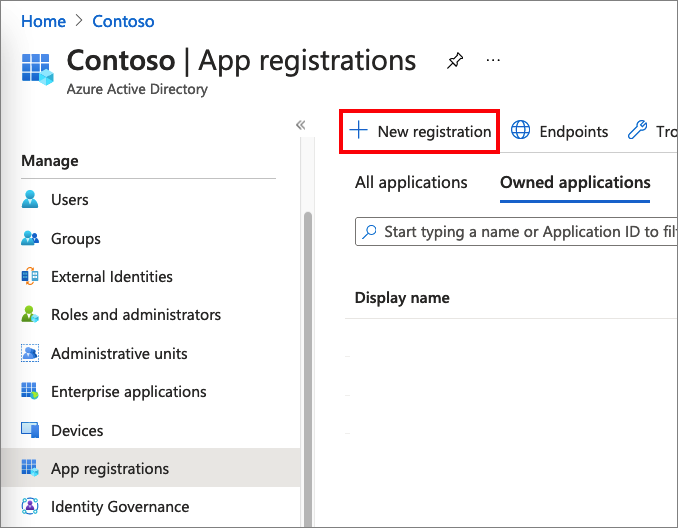 Home > Contoso
Contoso | App registrations
Azure Active Directory
Manage
Users
Groups
External Identities
Roles and administrators
Administrative units
Enterprise applications
Devices
App registrations
Identity Governance
New registration Endpoints Tro
All applications Owned applications
Start typing a name or Application ID to filt
Display name